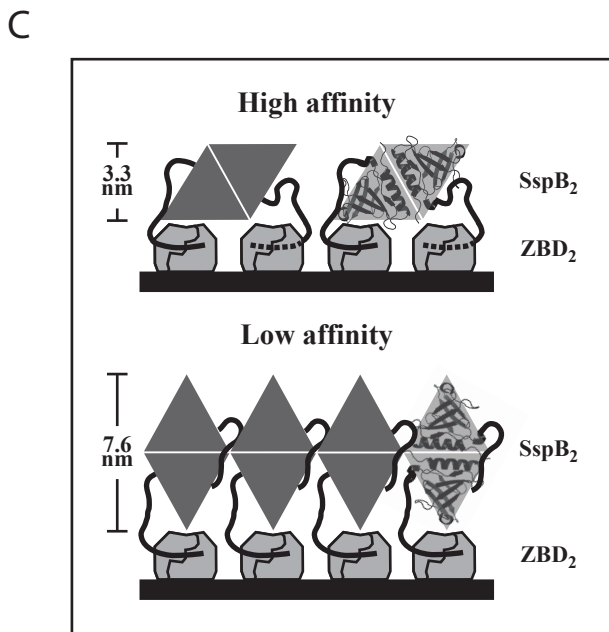 C
High affinity
3.3
nm
SspB₂
ZBD₂
Low affinity
7.6
nm
SspB₂
ZBD₂